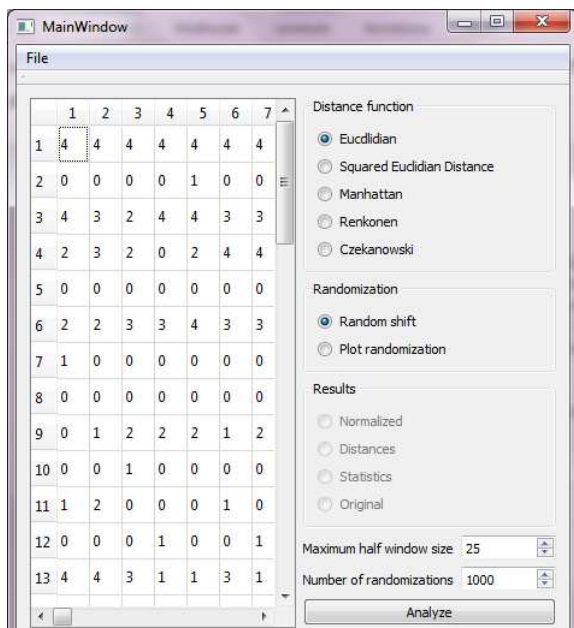 MainWindow
File
1 2 3 4 5 6 7
1 4 4 4 4 4 4 4
2 0 0 0 0 1 0 0
3 4 3 2 4 4 3 3
4 2 3 2 0 2 4 4
5 0 0 0 0 0 0 0
6 2 2 3 3 4 3 3
7 1 0 0 0 0 0 0
8 0 0 0 0 0 0 0
9 0 1 2 2 2 1 2
10 0 0 1 0 0 0 0
11 1 2 0 0 0 1 0
12 0 0 0 1 0 0 1
13 4 4 3 1 1 3 1
Distance function
Eucdlidian
Squared Euclidian Distance
Manhattan
Renkonen
Czekanowski
Randomization
Random shift
Plot randomization
Results
Normalized
Distances
Statistics
Original
Maximum half window size 25
Number of randomizations 1000
Analyze